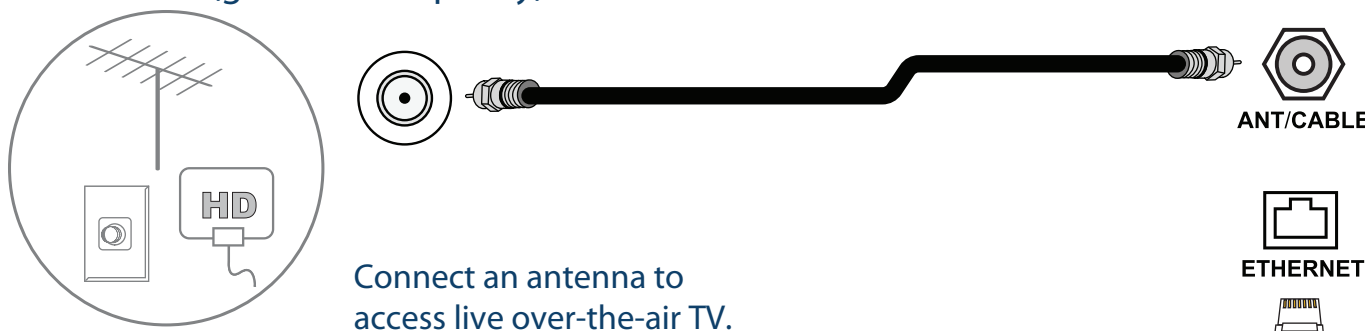 HD
ANT/CABLE
ETHERNET
Connect an antenna to
access live over-the-air TV.